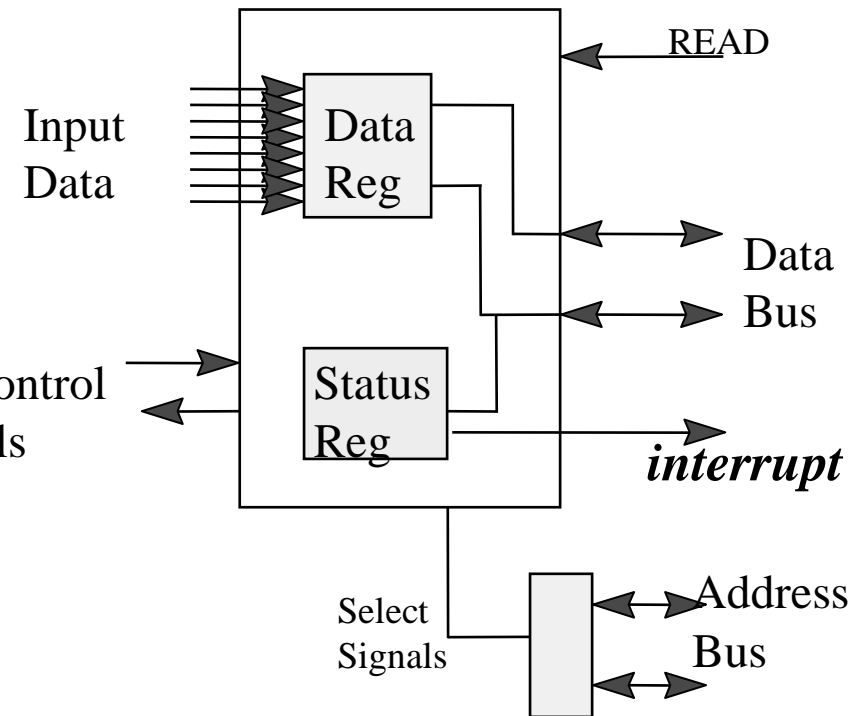 READ
Input
Data
Data
Reg
Data
Bus
ontrol
ls
Status
Reg
interrupt
Select
Signals
Address
Bus